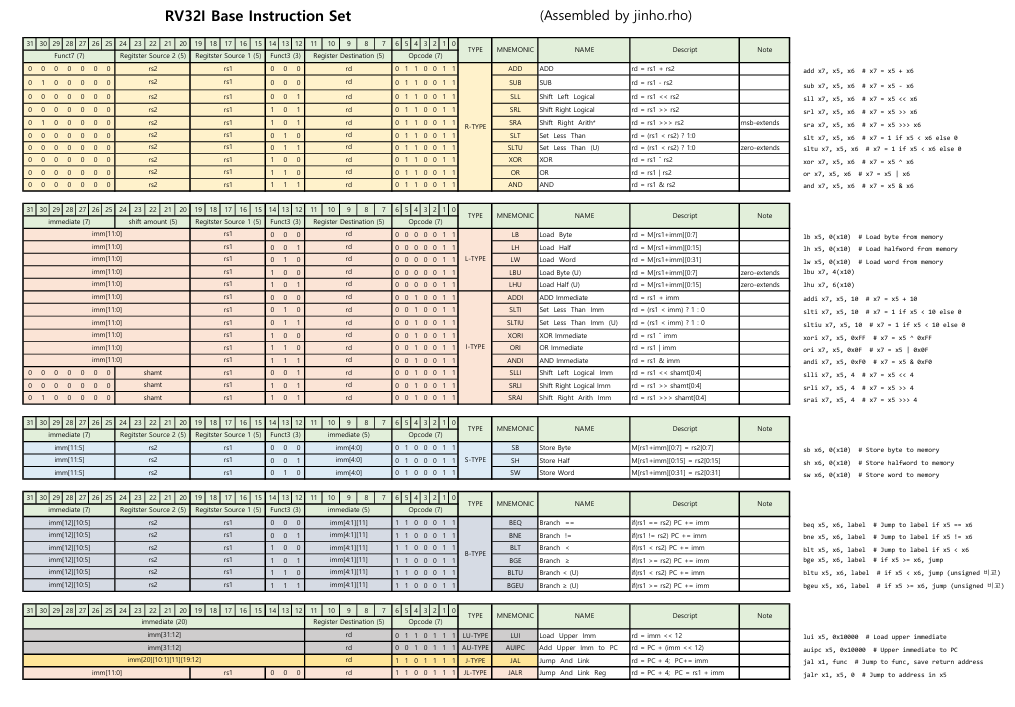 RV32I Base Instruction Set (Assembled by jinho.rho)
31 30 29 28 27 26 25 24 23 22 21 20 19 18 17 16 15 14 13 12 11 10 9 8 7 6 5 4 3 2 1 0 TYPE MNEMONIC NAME Descript Note
Funct7 (7) Regitster Source 2 (5) Regitster Source 1 (5) Funct3 (3) Register Destination (5) Opcode (7)
0 0 0 0 0 0 0 rs2 rs1 0 0 0 rd 0 1 1 0 0 1 1 ADD ADD rd = rs1 + rs2 add x7, x5, x6 # x7 = x5 + x6
0 1 0 0 0 0 0 rs2 rs1 0 0 0 rd 0 1 1 0 0 1 1 SUB SUB rd = rs1 - rs2 sub x7, x5, x6 # x7 = x5 - x6
0 0 0 0 0 0 0 rs2 rs1 0 0 1 rd 0 1 1 0 0 1 1 SLL Shift Left Logical rd = rs1 << rs2 sll x7, x5, x6 # x7 = x5 << x6
0 0 0 0 0 0 0 rs2 rs1 1 0 1 rd 0 1 1 0 0 1 1 SRL Shift Right Logical rd = rs1 >> rs2 srl x7, x5, x6 # x7 = x5 >> x6
0 1 0 0 0 0 0 rs2 rs1 1 0 1 rd 0 1 1 0 0 1 1 R-TYPE SRA Shift Right Arith* rd = rs1 >>> rs2 msb-extends sra x7, x5, x6 # x7 = x5 >>> x6
0 0 0 0 0 0 0 rs2 rs1 0 1 0 rd 0 1 1 0 0 1 1 SLT Set Less Than rd = (rs1 < rs2) ? 1:0 slt x7, x5, x6 # x7 = 1 if x5 < x6 else 0
0 0 0 0 0 0 0 rs2 rs1 0 1 1 rd 0 1 1 0 0 1 1 SLTU Set Less Than (U) rd = (rs1 < rs2) ? 1:0 zero-extends sltu x7, x5, x6 # x7 = 1 if x5 < x6 else 0
0 0 0 0 0 0 0 rs2 rs1 1 0 0 rd 0 1 1 0 0 1 1 XOR XOR rd = rs1 ˆ rs2 xor x7, x5, x6 # x7 = x5 ^ x6
0 0 0 0 0 0 0 rs2 rs1 1 1 0 rd 0 1 1 0 0 1 1 OR OR rd = rs1 | rs2 or x7, x5, x6 # x7 = x5 | x6
0 0 0 0 0 0 0 rs2 rs1 1 1 1 rd 0 1 1 0 0 1 1 AND AND rd = rs1 & rs2 and x7, x5, x6 # x7 = x5 & x6
31 30 29 28 27 26 25 24 23 22 21 20 19 18 17 16 15 14 13 12 11 10 9 8 7 6 5 4 3 2 1 0 TYPE MNEMONIC NAME Descript Note
immediate (7) shift amount (5) Regitster Source 1 (5) Funct3 (3) Register Destination (5) Opcode (7)
imm[11:0] rs1 0 0 0 rd 0 0 0 0 0 1 1 LB Load Byte rd = M[rs1+imm][0:7] lb x5, 0(x10) # Load byte from memory
imm[11:0] rs1 0 0 1 rd 0 0 0 0 0 1 1 LH Load Half rd = M[rs1+imm][0:15] lh x5, 0(x10) # Load halfword from memory
imm[11:0] rs1 0 1 0 rd 0 0 0 0 0 1 1 L-TYPE LW Load Word rd = M[rs1+imm][0:31] lw x5, 0(x10) # Load word from memory
imm[11:0] rs1 1 0 0 rd 0 0 0 0 0 1 1 LBU Load Byte (U) rd = M[rs1+imm][0:7] zero-extends lbu x7, 4(x10)
imm[11:0] rs1 1 0 1 rd 0 0 0 0 0 1 1 LHU Load Half (U) rd = M[rs1+imm][0:15] zero-extends lhu x7, 6(x10)
imm[11:0] rs1 0 0 0 rd 0 0 1 0 0 1 1 ADDI ADD Immediate rd = rs1 + imm addi x7, x5, 10 # x7 = x5 + 10
imm[11:0] rs1 0 1 0 rd 0 0 1 0 0 1 1 SLTI Set Less Than Imm rd = (rs1 < imm) ? 1 : 0 slti x7, x5, 10 # x7 = 1 if x5 < 10 else 0
imm[11:0] rs1 0 1 1 rd 0 0 1 0 0 1 1 SLTIU Set Less Than Imm (U) rd = (rs1 < imm) ? 1 : 0 sltiu x7, x5, 10 # x7 = 1 if x5 < 10 else 0
imm[11:0] rs1 1 0 0 rd 0 0 1 0 0 1 1 XORI XOR Immediate rd = rs1 ˆ imm xori x7, x5, 0xFF # x7 = x5 ^ 0xFF
imm[11:0] rs1 1 1 0 rd 0 0 1 0 0 1 1 I-TYPE ORI OR Immediate rd = rs1 | imm ori x7, x5, 0x0F # x7 = x5 | 0x0F
imm[11:0] rs1 1 1 1 rd 0 0 1 0 0 1 1 ANDI AND Immediate rd = rs1 & imm andi x7, x5, 0xF0 # x7 = x5 & 0xF0
0 0 0 0 0 0 0 shamt rs1 0 0 1 rd 0 0 1 0 0 1 1 SLLI Shift Left Logical Imm rd = rs1 << shamt[0:4] slli x7, x5, 4 # x7 = x5 << 4
0 0 0 0 0 0 0 shamt rs1 1 0 1 rd 0 0 1 0 0 1 1 SRLI Shift Right Logical Imm rd = rs1 >> shamt[0:4] srli x7, x5, 4 # x7 = x5 >> 4
0 1 0 0 0 0 0 shamt rs1 1 0 1 rd 0 0 1 0 0 1 1 SRAI Shift Right Arith Imm rd = rs1 >>> shamt[0:4] srai x7, x5, 4 # x7 = x5 >>> 4
31 30 29 28 27 26 25 24 23 22 21 20 19 18 17 16 15 14 13 12 11 10 9 8 7 6 5 4 3 2 1 0 TYPE MNEMONIC NAME Descript Note
immediate (7) Regitster Source 2 (5) Regitster Source 1 (5) Funct3 (3) immediate (5) Opcode (7)
imm[11:5] rs2 rs1 0 0 0 imm[4:0] 0 1 0 0 0 1 1 SB Store Byte M[rs1+imm][0:7] = rs2[0:7] sb x6, 0(x10) # Store byte to memory
imm[11:5] rs2 rs1 0 0 1 imm[4:0] 0 1 0 0 0 1 1 S-TYPE SH Store Half M[rs1+imm][0:15] = rs2[0:15] sh x6, 0(x10) # Store halfword to memory
imm[11:5] rs2 rs1 0 1 0 imm[4:0] 0 1 0 0 0 1 1 SW Store Word M[rs1+imm][0:31] = rs2[0:31] sw x6, 0(x10) # Store word to memory
31 30 29 28 27 26 25 24 23 22 21 20 19 18 17 16 15 14 13 12 11 10 9 8 7 6 5 4 3 2 1 0 TYPE MNEMONIC NAME Descript Note
immediate (7) Regitster Source 2 (5) Regitster Source 1 (5) Funct3 (3) immediate (5) Opcode (7)
imm[12][10:5] rs2 rs1 0 0 0 imm[4:1][11] 1 1 0 0 0 1 1 BEQ Branch == if(rs1 == rs2) PC += imm beq x5, x6, label # Jump to label if x5 == x6
imm[12][10:5] rs2 rs1 0 0 1 imm[4:1][11] 1 1 0 0 0 1 1 BNE Branch != if(rs1 != rs2) PC += imm bne x5, x6, label # Jump to label if x5 != x6
imm[12][10:5] rs2 rs1 1 0 0 imm[4:1][11] 1 1 0 0 0 1 1 B-TYPE BLT Branch < if(rs1 < rs2) PC += imm blt x5, x6, label # Jump to label if x5 < x6
imm[12][10:5] rs2 rs1 1 0 1 imm[4:1][11] 1 1 0 0 0 1 1 BGE Branch ≥ if(rs1 >= rs2) PC += imm bge x5, x6, label # if x5 >= x6, jump
imm[12][10:5] rs2 rs1 1 1 0 imm[4:1][11] 1 1 0 0 0 1 1 BLTU Branch < (U) if(rs1 < rs2) PC += imm bltu x5, x6, label # if x5 < x6, jump (unsigned 비교)
imm[12][10:5] rs2 rs1 1 1 1 imm[4:1][11] 1 1 0 0 0 1 1 BGEU Branch ≥ (U) if(rs1 >= rs2) PC += imm bgeu x5, x6, label # if x5 >= x6, jump (unsigned 비교)
31 30 29 28 27 26 25 24 23 22 21 20 19 18 17 16 15 14 13 12 11 10 9 8 7 6 5 4 3 2 1 0 TYPE MNEMONIC NAME Descript Note
immediate (20) Register Destination (5) Opcode (7)
imm[31:12] rd 0 1 1 0 1 1 1 LU-TYPE LUI Load Upper Imm rd = imm << 12 lui x5, 0x10000 # Load upper immediate
imm[31:12] rd 0 0 1 0 1 1 1 AU-TYPE AUIPC Add Upper Imm to PC rd = PC + (imm << 12) auipc x5, 0x10000 # Upper immediate to PC
imm[20][10:1][11][19:12] rd 1 1 0 1 1 1 1 J-TYPE JAL Jump And Link rd = PC + 4; PC+= imm jal x1, func # Jump to func, save return address
imm[11:0] rs1 0 0 0 rd 1 1 0 0 1 1 1 JL-TYPE JALR Jump And Link Reg rd = PC + 4; PC = rs1 + imm jalr x1, x5, 0 # Jump to address in x5